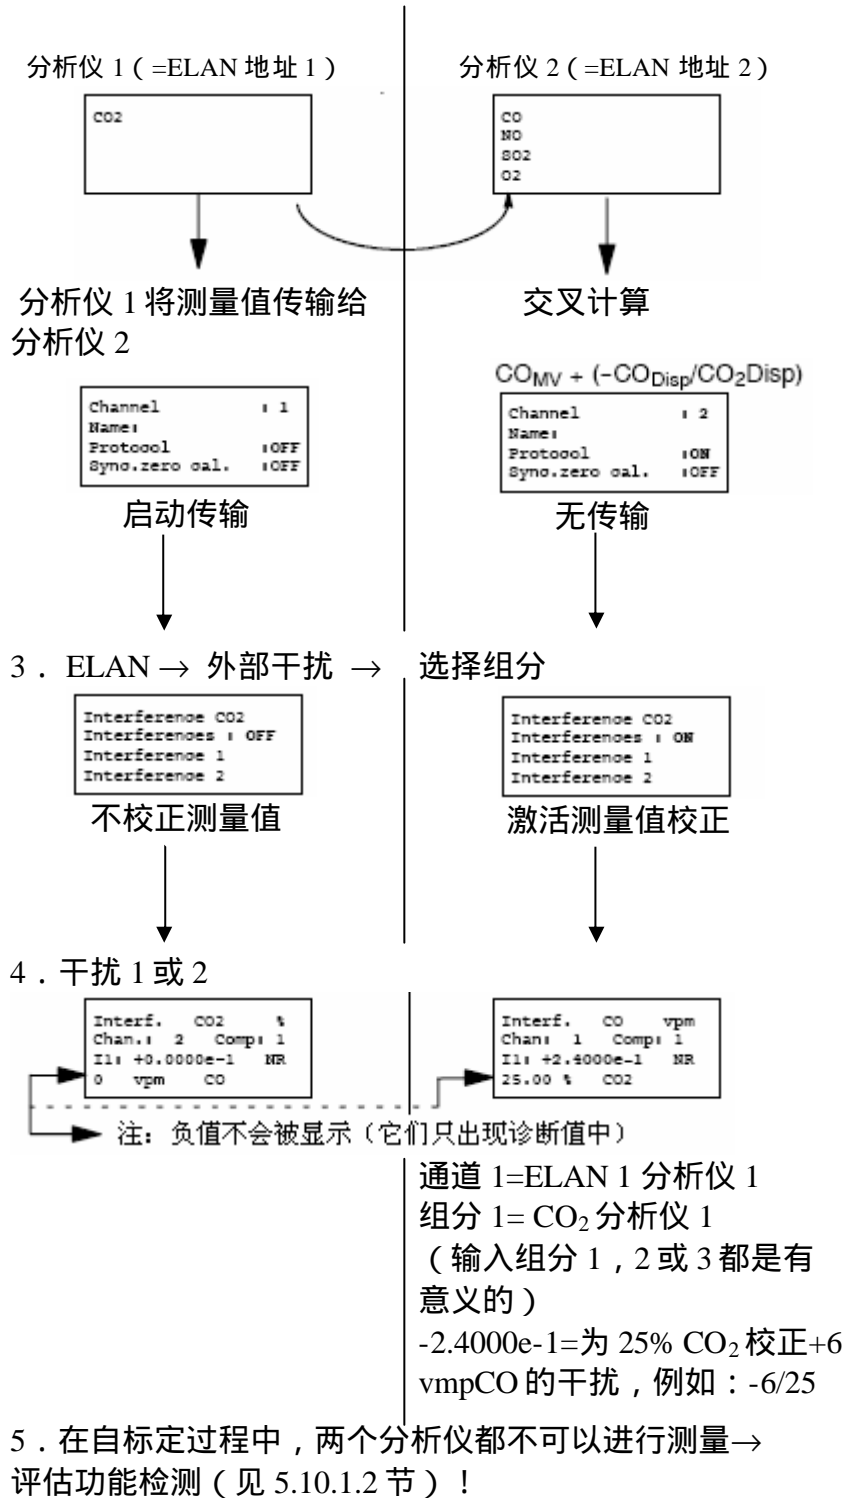 分析仪 1（=ELAN 地址 1）
分析仪 2（=ELAN 地址 2）
CO2
CO
NO
SO2
O2
分析仪 1 将测量值传输给
分析仪 2
交叉计算
CO_MV + (-CO_Disp/CO₂Disp)
Channel : 1
Name:
Protocol :OFF
Sync.zero cal. :OFF
Channel : 2
Name:
Protocol :ON
Sync.zero cal. :OFF
启动传输
无传输
3．ELAN → 外部干扰 → 选择组分
Interference CO2
Interferences : OFF
Interference 1
Interference 2
Interference CO2
Interferences : ON
Interference 1
Interference 2
不校正测量值
激活测量值校正
4．干扰 1 或 2
Interf. CO2 %
Chan.: 2 Comp: 1
I1: +0.0000e-1 NR
0 vpm CO
Interf. CO vpm
Chan: 1 Comp: 1
I1: +2.4000e-1 NR
25.00 % CO2
注：负值不会被显示（它们只出现诊断值中）
通道 1=ELAN 1 分析仪 1
组分 1= CO₂ 分析仪 1
（输入组分 1，2 或 3 都是有
意义的）
-2.4000e-1=为 25% CO₂ 校正+6
vmpCO 的干扰，例如：-6/25
5．在自标定过程中，两个分析仪都不可以进行测量→
评估功能检测（见 5.10.1.2 节）！